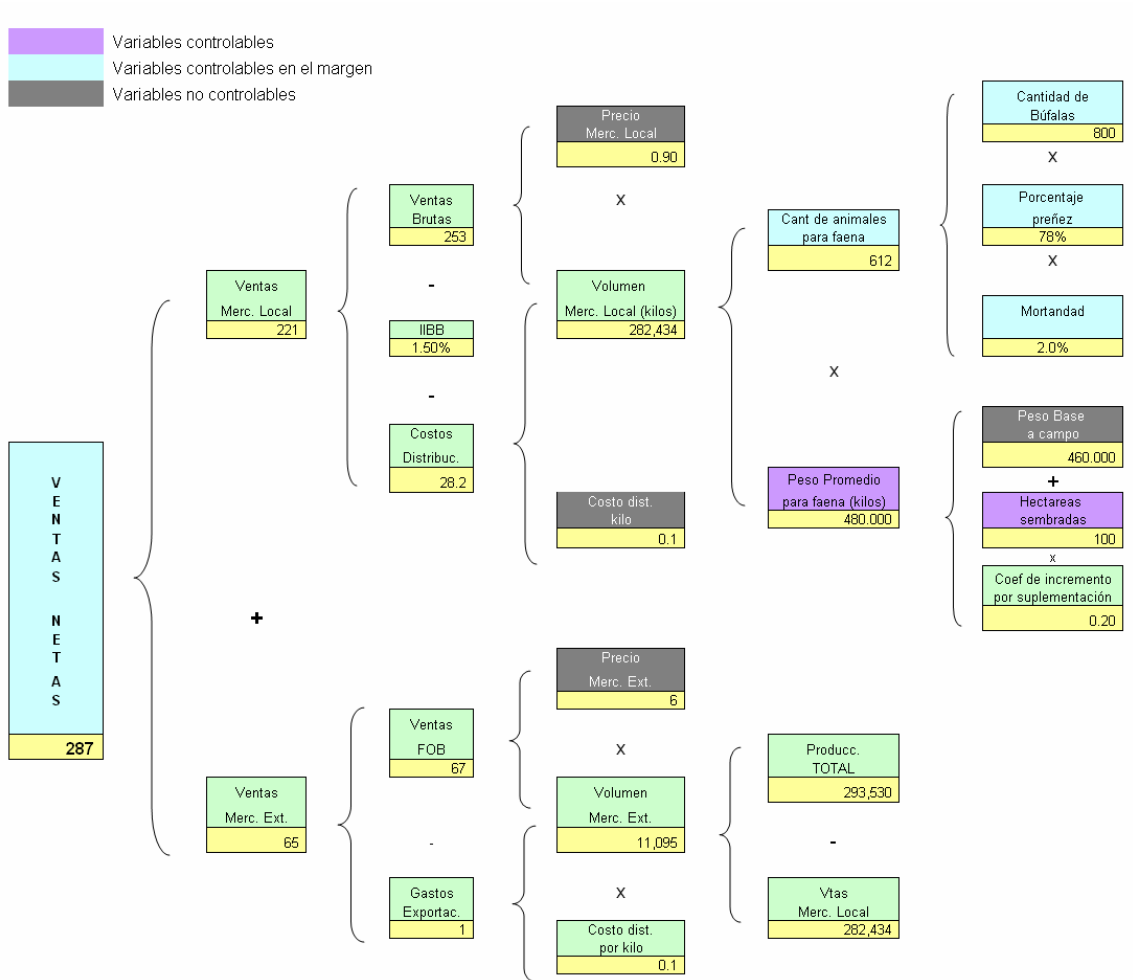 Variables controlables
Variables controlables en el margen
Variables no controlables
VENTAS NETAS
287
Ventas
Merc. Local
221
+
Ventas
Merc. Ext.
65
Ventas
Brutas
253
-
IIBB
1.50%
-
Costos
Distribuc.
28.2
Ventas
FOB
67
-
Gastos
Exportac.
1
Precio
Merc. Local
0.90
X
Volumen
Merc. Local (kilos)
282,434
Costo dist.
kilo
0.1
Precio
Merc. Ext.
6
X
Volumen
Merc. Ext.
11,095
X
Costo dist.
por kilo
0.1
Cant de animales
para faena
612
X
Peso Promedio
para faena (kilos)
480.000
Producc.
TOTAL
293,530
-
Vtas
Merc. Local
282,434
Cantidad de
Búfalas
800
X
Porcentaje
preñez
78%
X
Mortandad
2.0%
Peso Base
a campo
460.000
+
Hectareas
sembradas
100
x
Coef de incremento
por suplementación
0.20